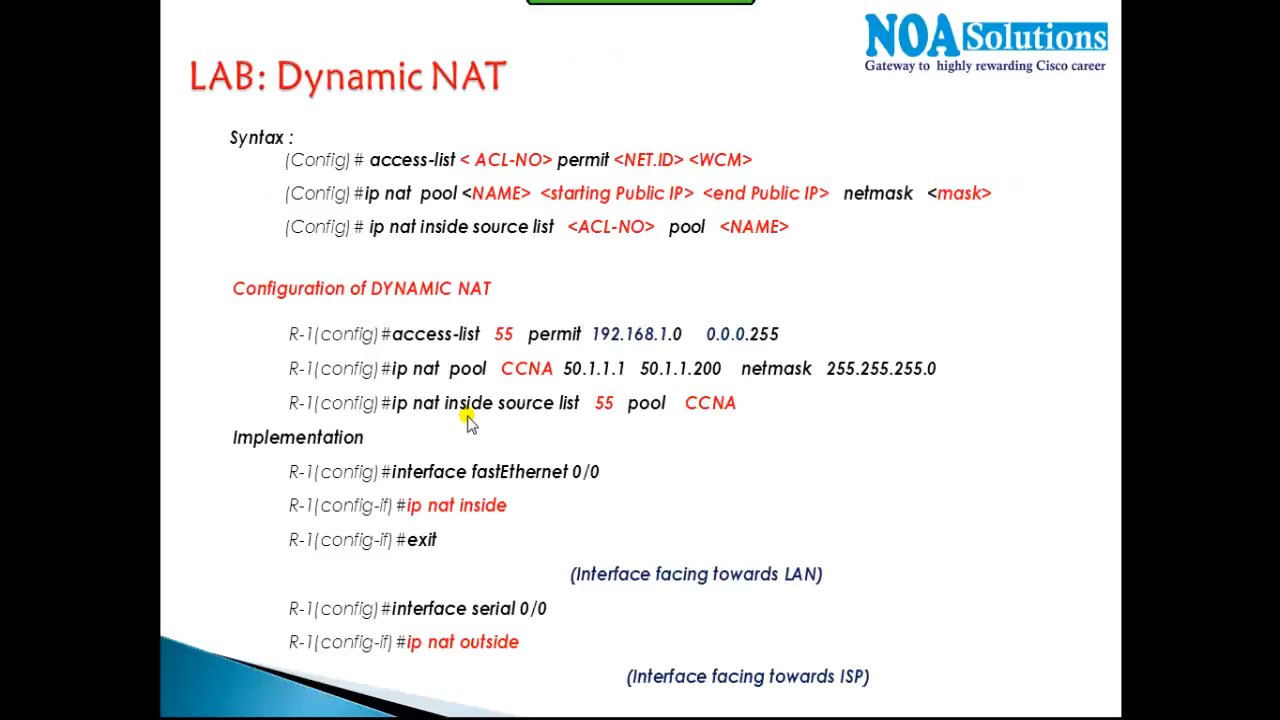 NOA Solutions
Gateway to highly rewarding Cisco career
LAB: Dynamic NAT
Syntax :
(Config)# access-list < ACL-NO> permit <NET.ID> <WCM>
(Config)#ip nat pool <NAME> <starting Public IP> <end Public IP> netmask <mask>
(Config)# ip nat inside source list <ACL-NO> pool <NAME>
Configuration of DYNAMIC NAT
R-1(config)#access-list 55 permit 192.168.1.0 0.0.0.255
R-1(config)#ip nat pool CCNA 50.1.1.1 50.1.1.200 netmask 255.255.255.0
R-1(config)#ip nat inside source list 55 pool CCNA
Implementation
R-1(config)#interface fastEthernet 0/0
R-1(config-if)#ip nat inside
R-1(config-if)#exit
(Interface facing towards LAN)
R-1(config)#interface serial 0/0
R-1(config-if)#ip nat outside
(Interface facing towards ISP)